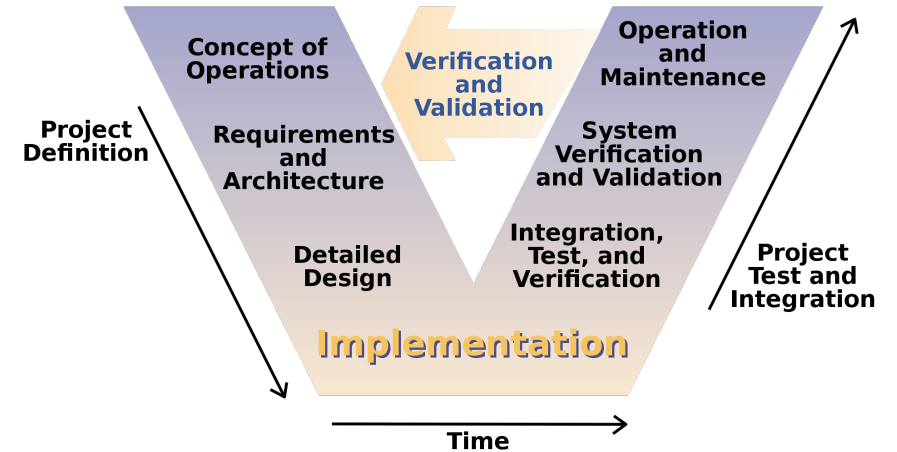 Concept of
Operations
Verification
and
Validation
Operation
and
Maintenance
Project
Definition
Requirements
and
Architecture
System
Verification
and Validation
Detailed
Design
Integration,
Test, and
Verification
Project
Test and
Integration
Implementation
Time